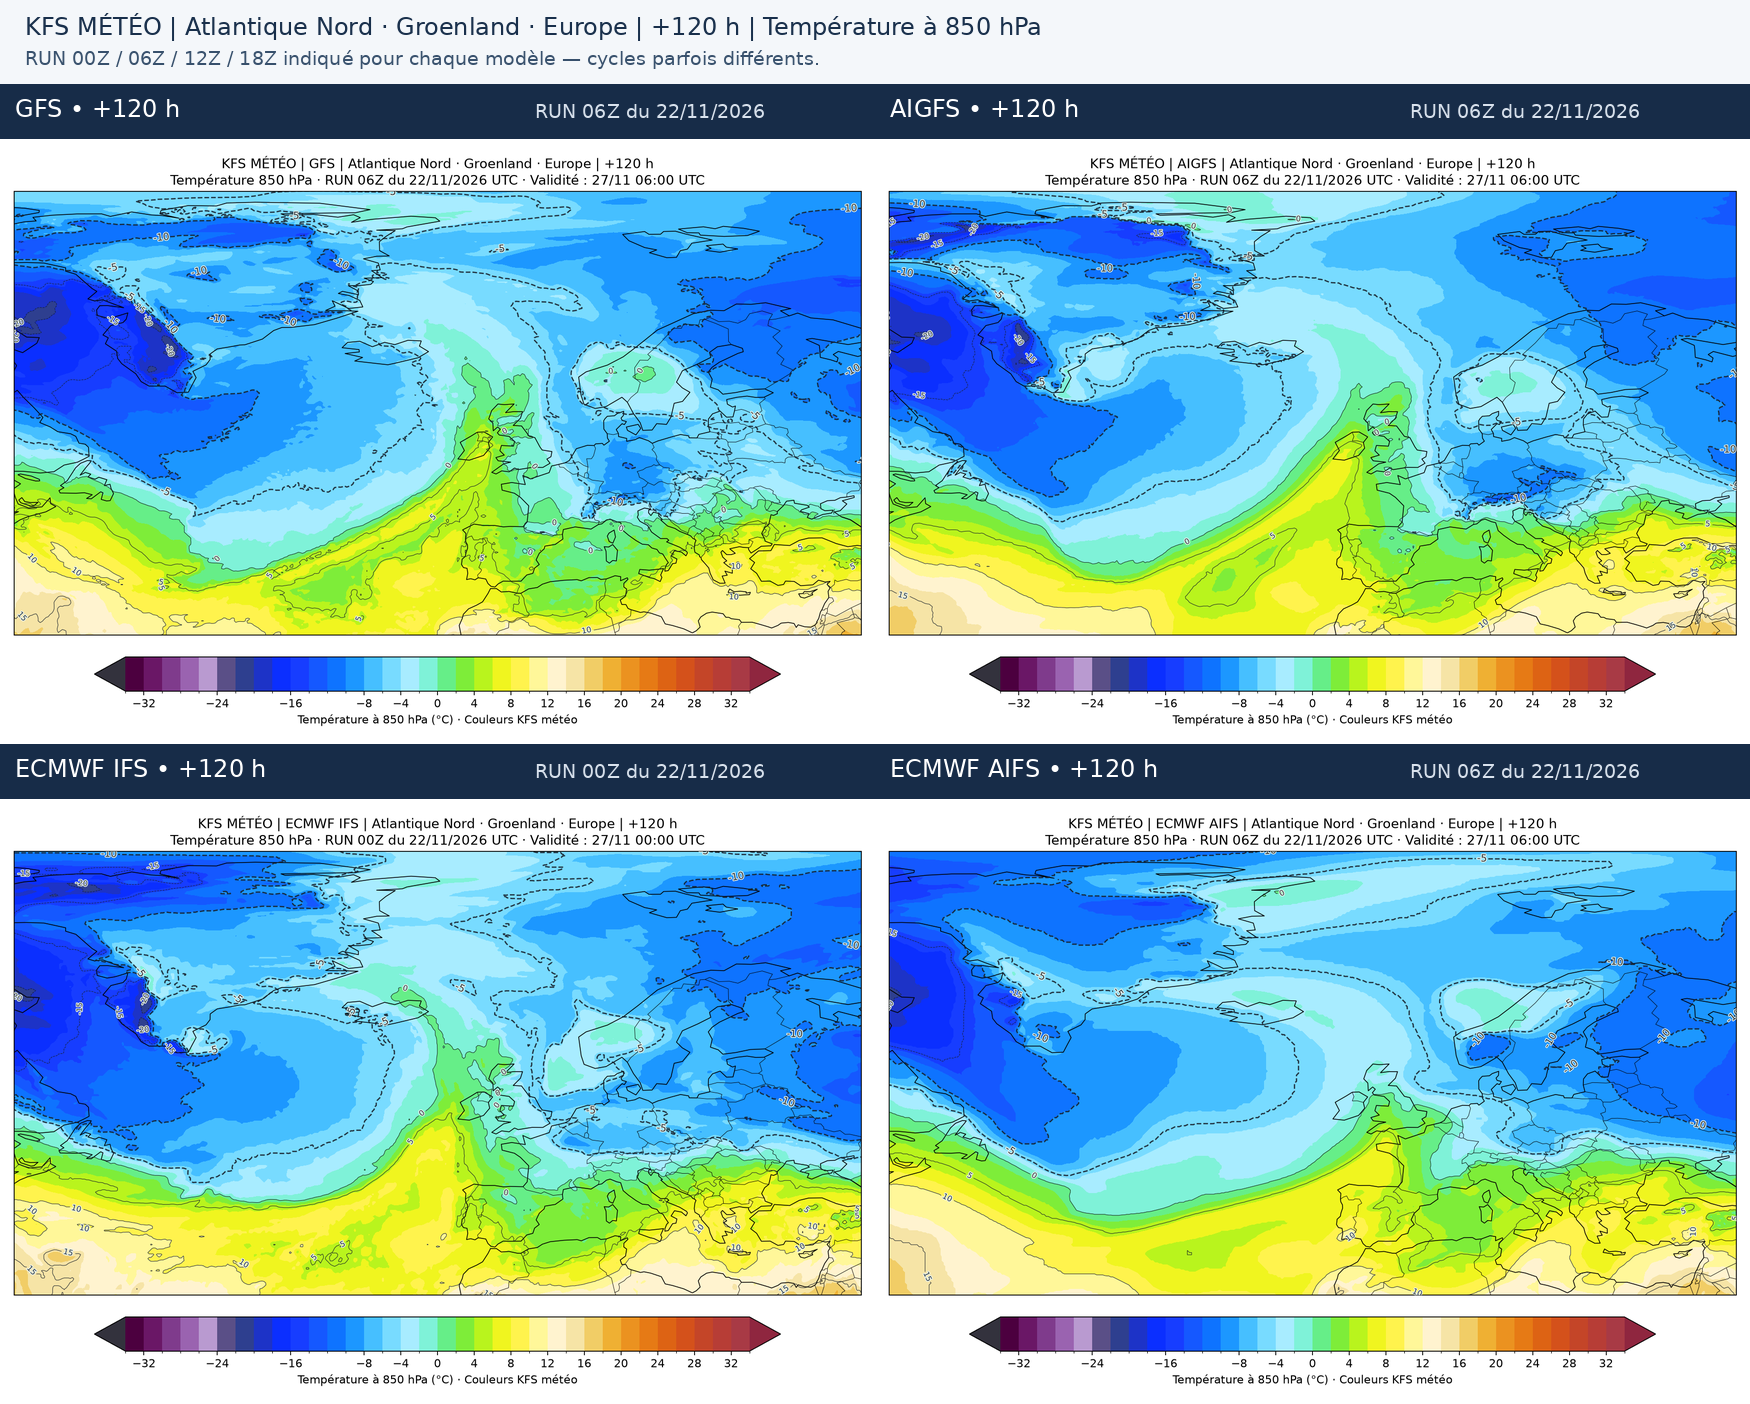 KFS MÉTÉO | Atlantique Nord · Groenland · Europe | +120 h | Température à 850 hPa
RUN 00Z / 06Z / 12Z / 18Z indiqué pour chaque modèle — cycles parfois différents.
GFS • +120 h
RUN 06Z du 22/11/2026
AIGFS • +120 h
RUN 06Z du 22/11/2026
KFS MÉTÉO | GFS | Atlantique Nord · Groenland · Europe | +120 h
Température 850 hPa · RUN 06Z du 22/11/2026 UTC · Validité : 27/11 06:00 UTC
KFS MÉTÉO | AIGFS | Atlantique Nord · Groenland · Europe | +120 h
Température 850 hPa · RUN 06Z du 22/11/2026 UTC · Validité : 27/11 06:00 UTC
−32 −24 −16 −8 −4 0 4 8 12 16 20 24 28 32
Température à 850 hPa (°C) · Couleurs KFS météo
−32 −24 −16 −8 −4 0 4 8 12 16 20 24 28 32
Température à 850 hPa (°C) · Couleurs KFS météo
ECMWF IFS • +120 h
RUN 00Z du 22/11/2026
ECMWF AIFS • +120 h
RUN 06Z du 22/11/2026
KFS MÉTÉO | ECMWF IFS | Atlantique Nord · Groenland · Europe | +120 h
Température 850 hPa · RUN 00Z du 22/11/2026 UTC · Validité : 27/11 00:00 UTC
KFS MÉTÉO | ECMWF AIFS | Atlantique Nord · Groenland · Europe | +120 h
Température 850 hPa · RUN 06Z du 22/11/2026 UTC · Validité : 27/11 06:00 UTC
−32 −24 −16 −8 −4 0 4 8 12 16 20 24 28 32
Température à 850 hPa (°C) · Couleurs KFS météo
−32 −24 −16 −8 −4 0 4 8 12 16 20 24 28 32
Température à 850 hPa (°C) · Couleurs KFS météo